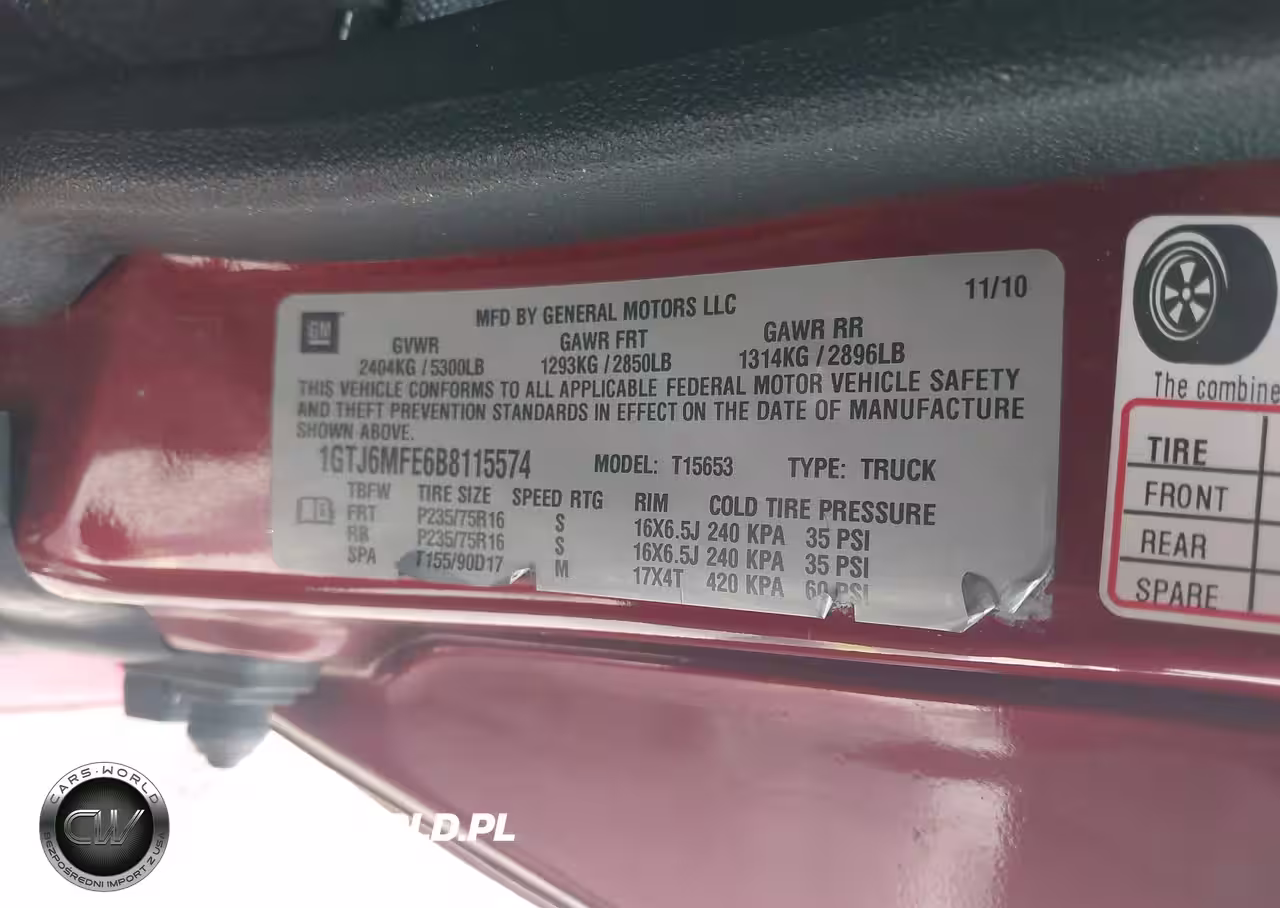 GM
MFD BY GENERAL MOTORS LLC
11/10
GVWR GAWR FRT GAWR RR
2404KG / 5300LB 1293KG / 2850LB 1314KG / 2896LB
THIS VEHICLE CONFORMS TO ALL APPLICABLE FEDERAL MOTOR VEHICLE SAFETY
AND THEFT PREVENTION STANDARDS IN EFFECT ON THE DATE OF MANUFACTURE
SHOWN ABOVE.
1GTJ6MFE6B8115574 MODEL: T15653 TYPE: TRUCK
TBFW TIRE SIZE SPEED RTG RIM COLD TIRE PRESSURE
FRT P235/75R16 S 16X6.5J 240 KPA 35 PSI
RR P235/75R16 S 16X6.5J 240 KPA 35 PSI
SPA T155/90D17 M 17X4T 420 KPA 60 PSI
The combine
TIRE
FRONT
REAR
SPARE
CARS-WORLD
CW
BEZPOŚREDNI IMPORT Z USA
LD.PL